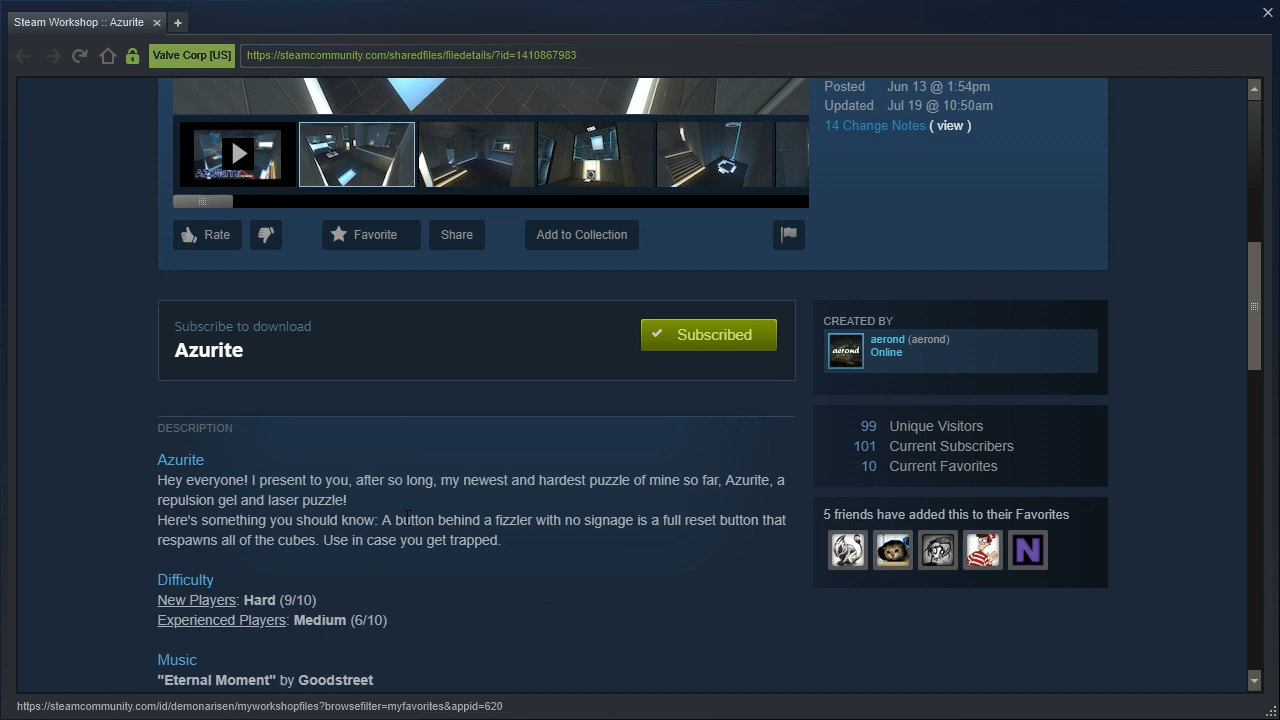 Steam Workshop :: Azurite
Valve Corp [US]
https://steamcommunity.com/sharedfiles/filedetails/?id=1410867983
Posted Jun 13 @ 1:54pm
Updated Jul 19 @ 10:50am
14 Change Notes ( view )
Rate
Favorite
Share
Add to Collection
Subscribe to download
Azurite
Subscribed
CREATED BY
aerond
aerond (aerond)
Online
99 Unique Visitors
101 Current Subscribers
10 Current Favorites
5 friends have added this to their Favorites
N
DESCRIPTION
Azurite
Hey everyone! I present to you, after so long, my newest and hardest puzzle of mine so far, Azurite, a
repulsion gel and laser puzzle!
Here's something you should know: A button behind a fizzler with no signage is a full reset button that
respawns all of the cubes. Use in case you get trapped.
Difficulty
New Players: Hard (9/10)
Experienced Players: Medium (6/10)
Music
"Eternal Moment" by Goodstreet
https://steamcommunity.com/id/demonarisen/myworkshopfiles?browsefilter=myfavorites&appid=620